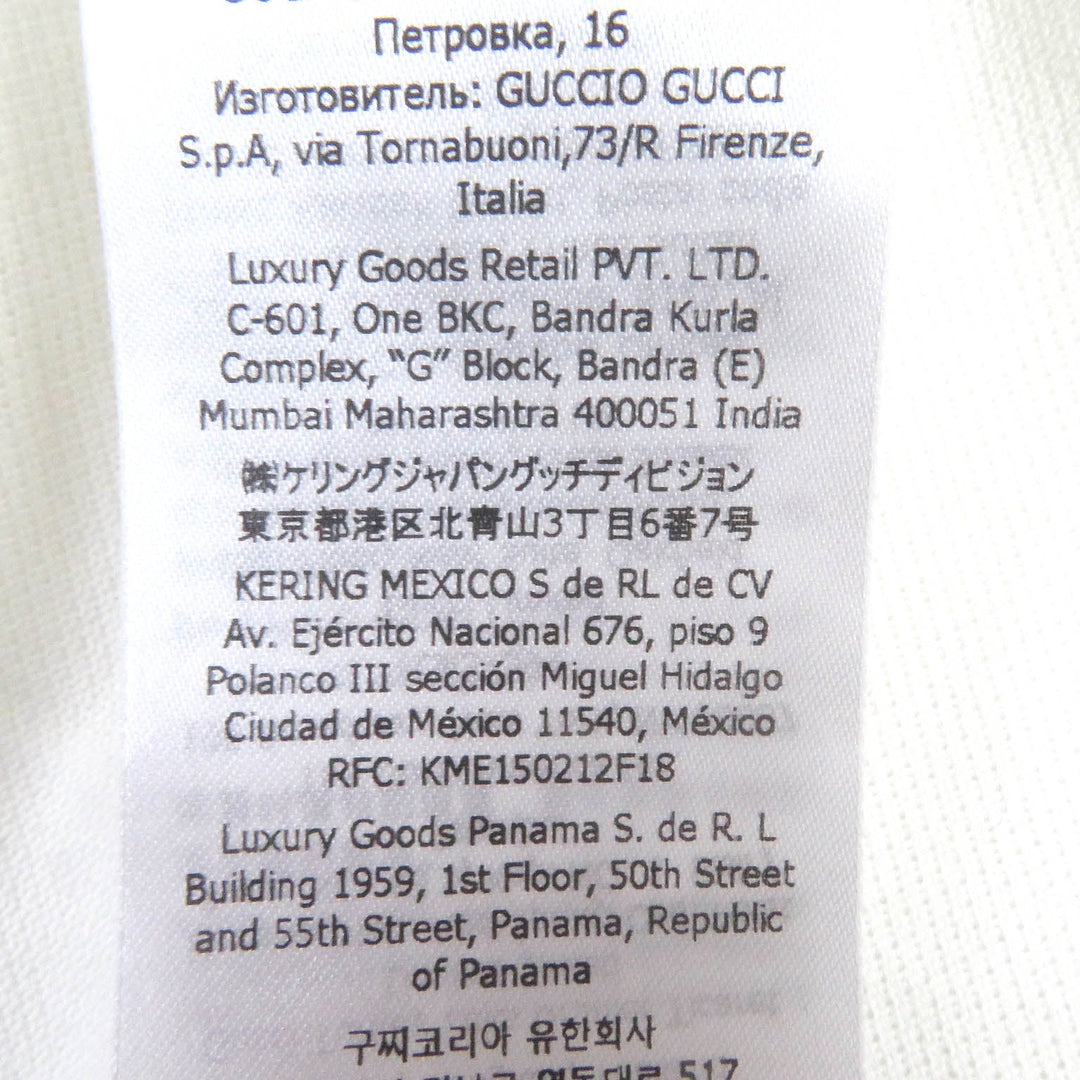 Петровка, 16
Изготовитель: GUCCIO GUCCI
S.p.A, via Tornabuoni,73/R Firenze,
Italia
Luxury Goods Retail PVT. LTD.
C-601, One BKC, Bandra Kurla
Complex, “G” Block, Bandra (E)
Mumbai Maharashtra 400051 India
㈱ケリングジャパングッチディビジョン
東京都港区北青山3丁目6番7号
KERING MEXICO S de RL de CV
Av. Ejército Nacional 676, piso 9
Polanco III sección Miguel Hidalgo
Ciudad de México 11540, México
RFC: KME150212F18
Luxury Goods Panama S. de R. L
Building 1959, 1st Floor, 50th Street
and 55th Street, Panama, Republic
of Panama
구찌코리아 유한회사
517